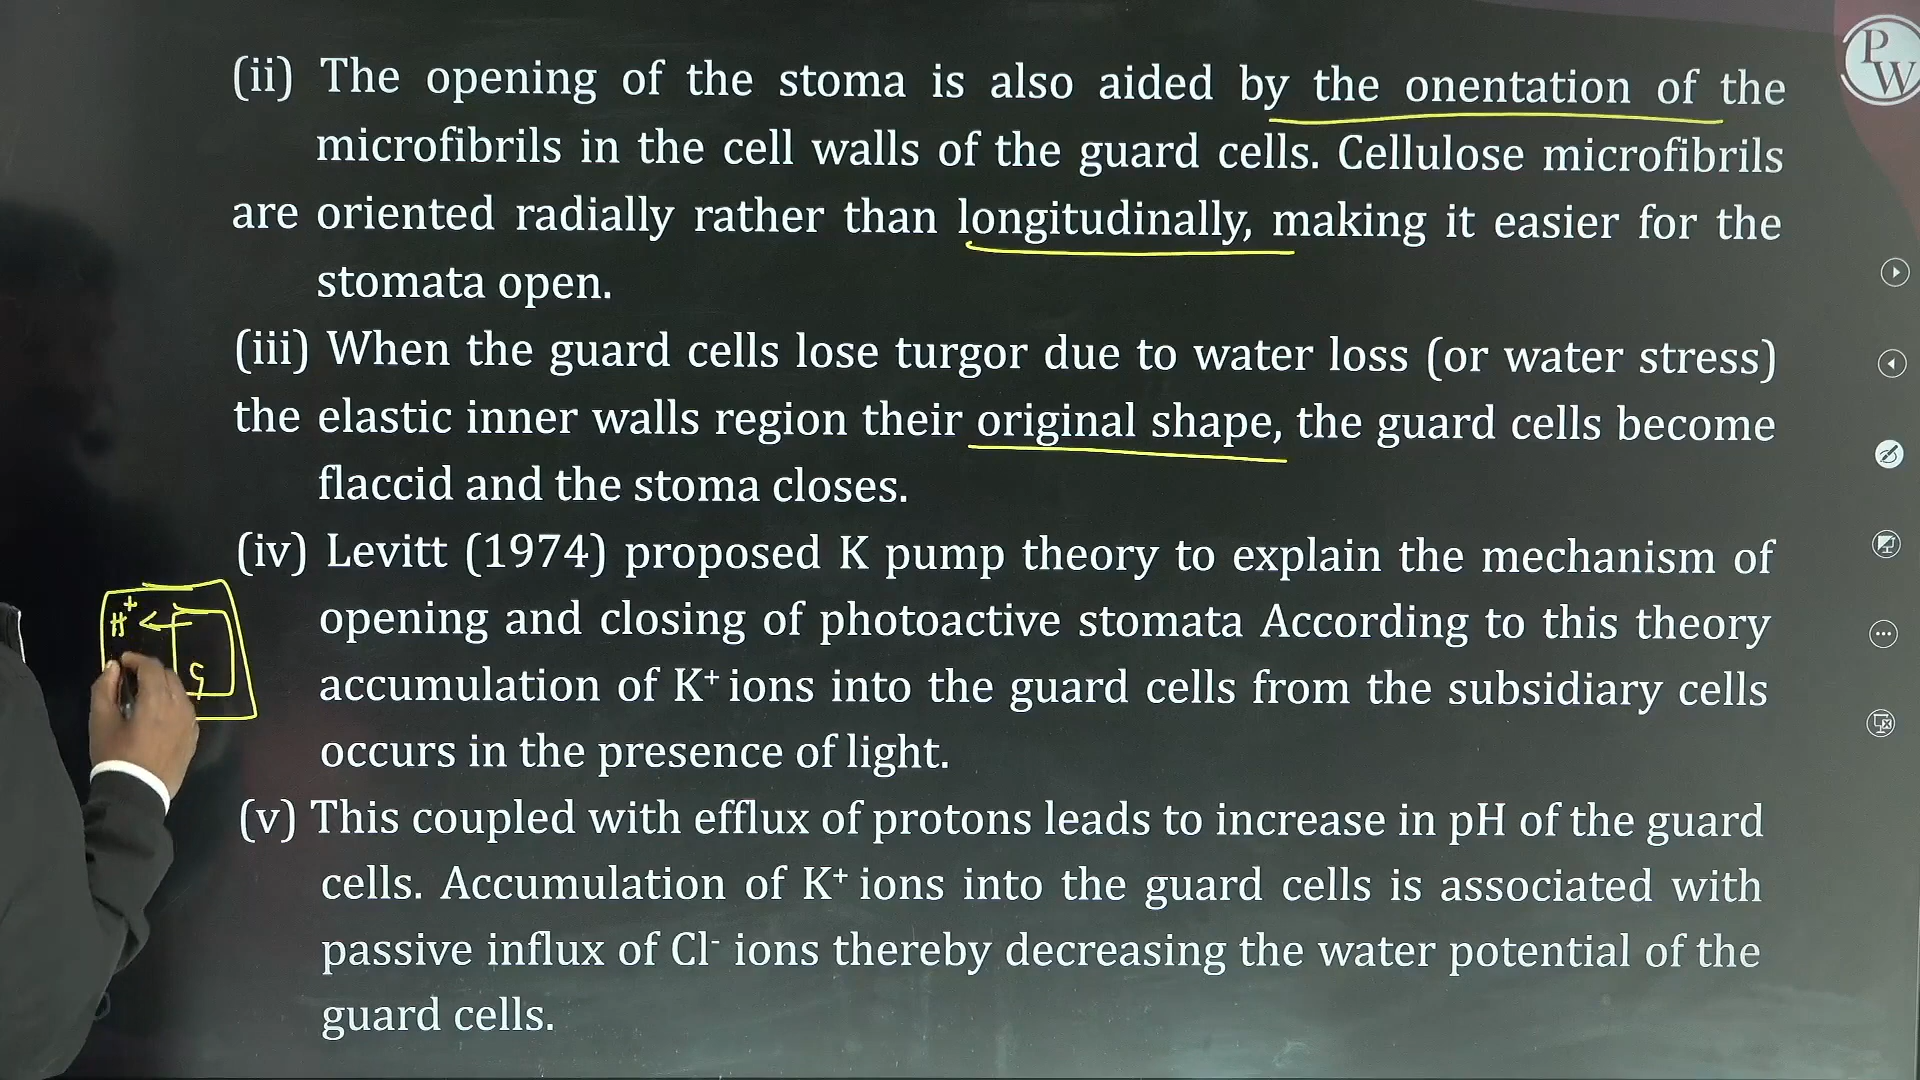 PW
(ii) The opening of the stoma is also aided by the onentation of the
microfibrils in the cell walls of the guard cells. Cellulose microfibrils
are oriented radially rather than longitudinally, making it easier for the
stomata open.
(iii) When the guard cells lose turgor due to water loss (or water stress)
the elastic inner walls region their original shape, the guard cells become
flaccid and the stoma closes.
(iv) Levitt (1974) proposed K pump theory to explain the mechanism of
opening and closing of photoactive stomata According to this theory
accumulation of K⁺ ions into the guard cells from the subsidiary cells
occurs in the presence of light.
H⁺
(v) This coupled with efflux of protons leads to increase in pH of the guard
cells. Accumulation of K⁺ ions into the guard cells is associated with
passive influx of Cl⁻ ions thereby decreasing the water potential of the
guard cells.